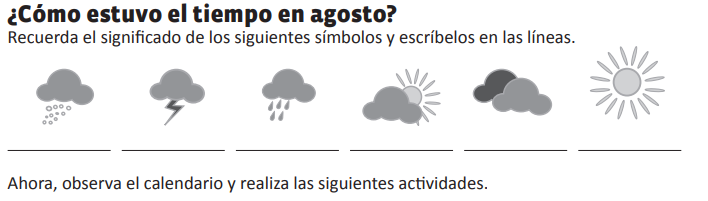 ¿Cómo estuvo el tiempo en agosto?
Recuerda el significado de los siguientes símbolos y escríbelos en las líneas.
Ahora, observa el calendario y realiza las siguientes actividades.